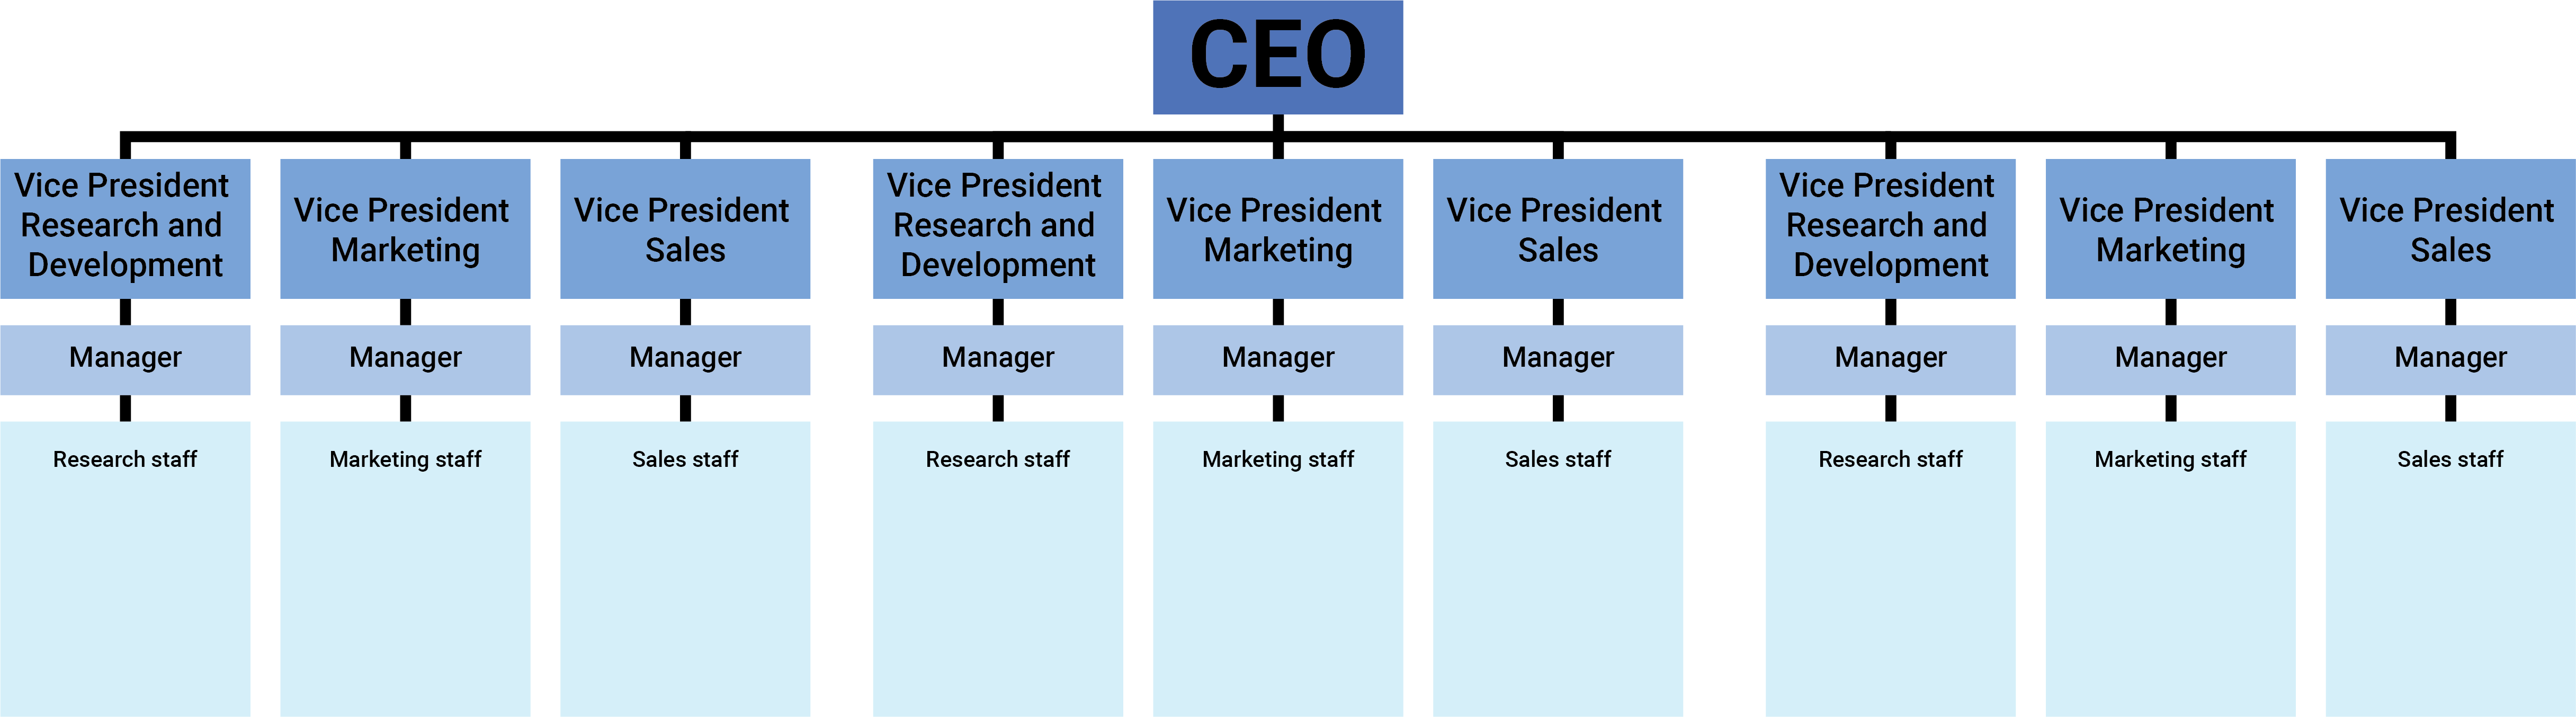 CEO
Vice President
Research and
Development
Vice President
Marketing
Vice President
Sales
Vice President
Research and
Development
Vice President
Marketing
Vice President
Sales
Vice President
Research and
Development
Vice President
Marketing
Vice President
Sales
Manager
Manager
Manager
Manager
Manager
Manager
Manager
Manager
Manager
Research staff
Marketing staff
Sales staff
Research staff
Marketing staff
Sales staff
Research staff
Marketing staff
Sales staff